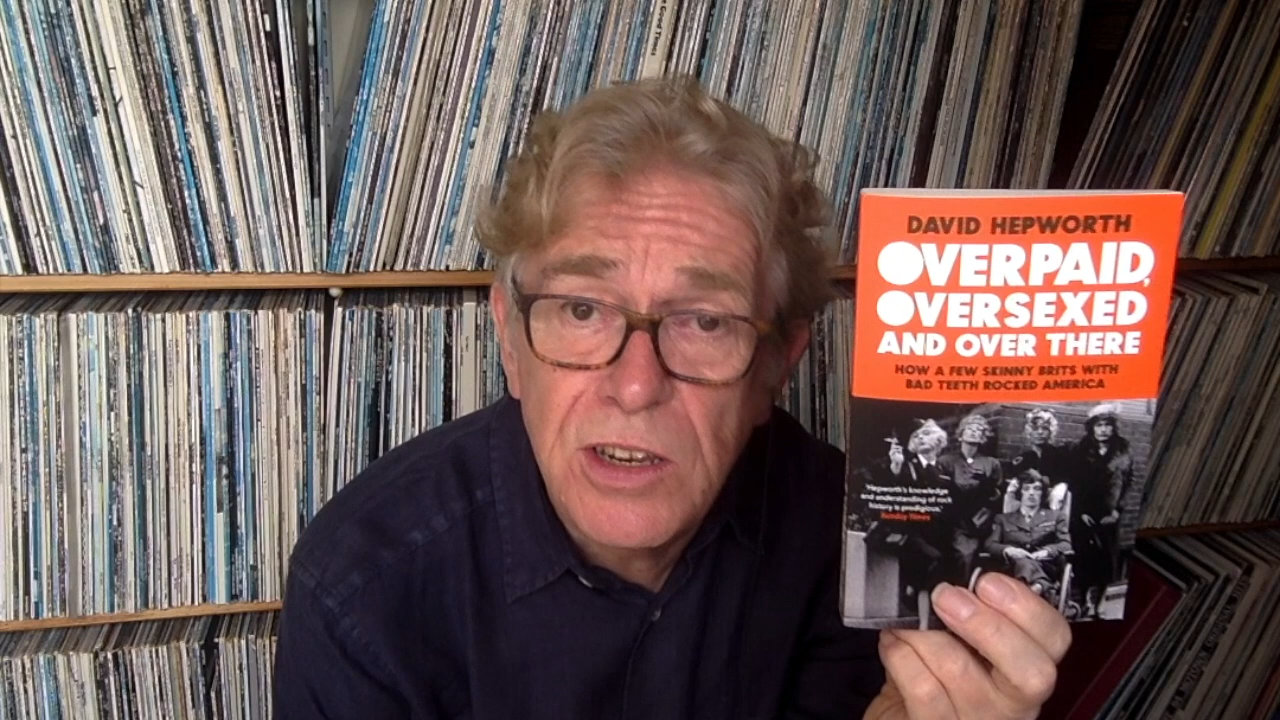 DAVID HEPWORTH
OVERPAID,
OVERSEXED
AND OVER THERE
HOW A FEW SKINNY BRITS WITH
BAD TEETH ROCKED AMERICA
'Hepworth's knowledge
and understanding of rock
history is prodigious.'
Sunday Times